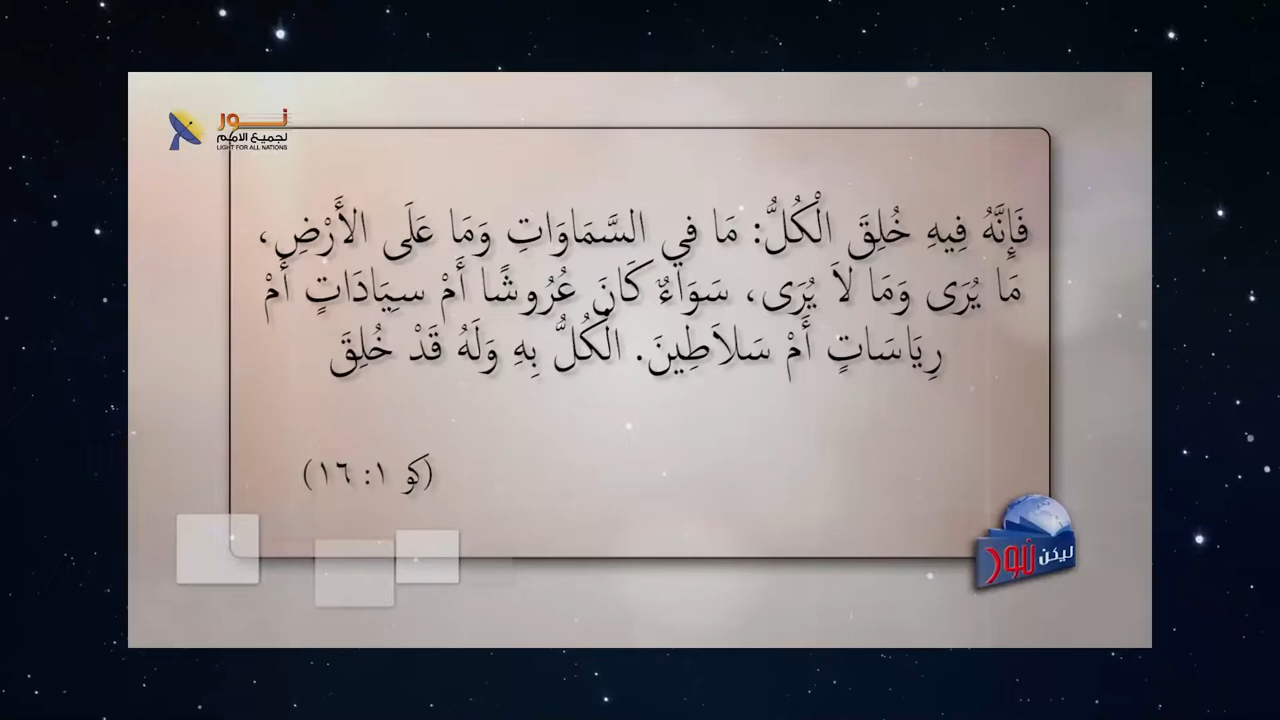 نور
لجميع الامم
LIGHT FOR ALL NATIONS
فَإِنَّهُ فِيهِ خُلِقَ الْكُلُّ: مَا في السَّمَاوَاتِ وَمَا عَلَى الأَرْضِ،
مَا يُرَى وَمَا لاَ يُرَى، سَوَاءٌ كَانَ عُرُوشًا أَمْ سِيَادَاتٍ أَمْ
رِيَاسَاتٍ أَمْ سَلاَطِينَ. الْكُلُّ بِهِ وَلَهُ قَدْ خُلِقَ
(كو ١: ١٦)
ليكن نور